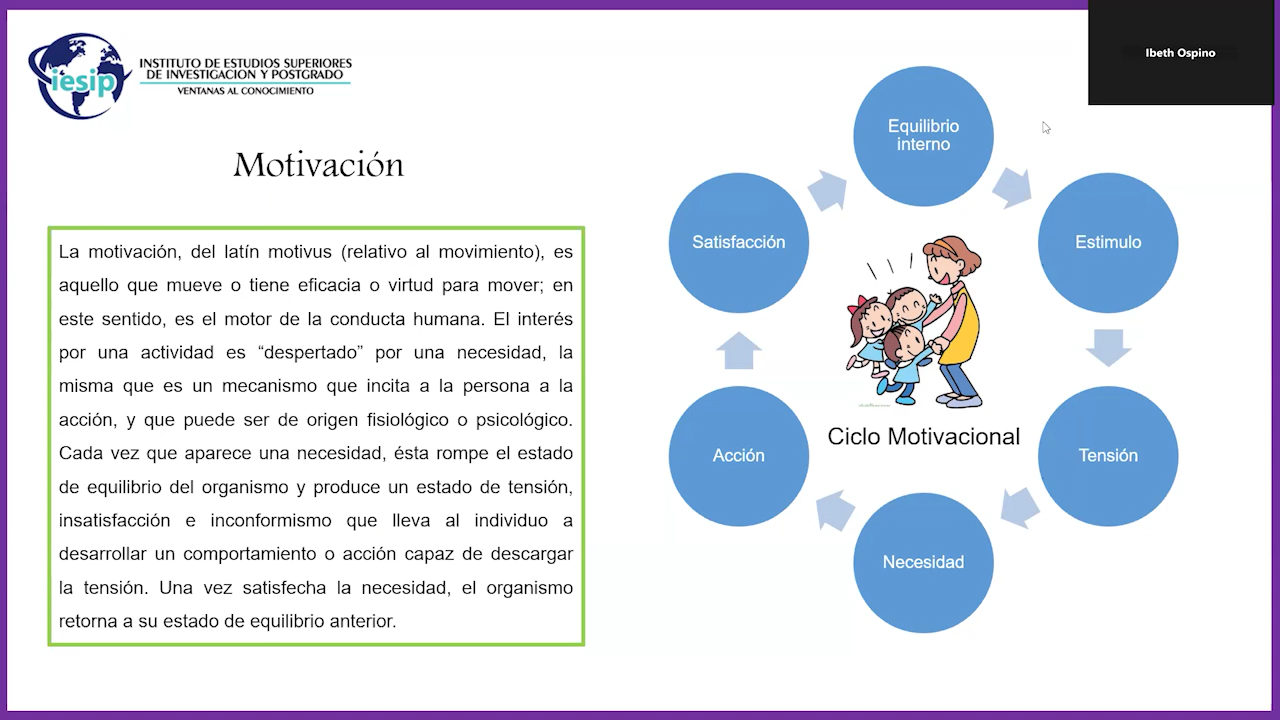 iesip
INSTITUTO DE ESTUDIOS SUPERIORES
DE INVESTIGACION Y POSTGRADO
VENTANAS AL CONOCIMIENTO
Ibeth Ospino
Motivación
La motivación, del latín motivus (relativo al movimiento), es
aquello que mueve o tiene eficacia o virtud para mover; en
este sentido, es el motor de la conducta humana. El interés
por una actividad es “despertado” por una necesidad, la
misma que es un mecanismo que incita a la persona a la
acción, y que puede ser de origen fisiológico o psicológico.
Cada vez que aparece una necesidad, ésta rompe el estado
de equilibrio del organismo y produce un estado de tensión,
insatisfacción e inconformismo que lleva al individuo a
desarrollar un comportamiento o acción capaz de descargar
la tensión. Una vez satisfecha la necesidad, el organismo
retorna a su estado de equilibrio anterior.
Equilibrio
interno
Estimulo
Tensión
Necesidad
Acción
Satisfacción
Ciclo Motivacional